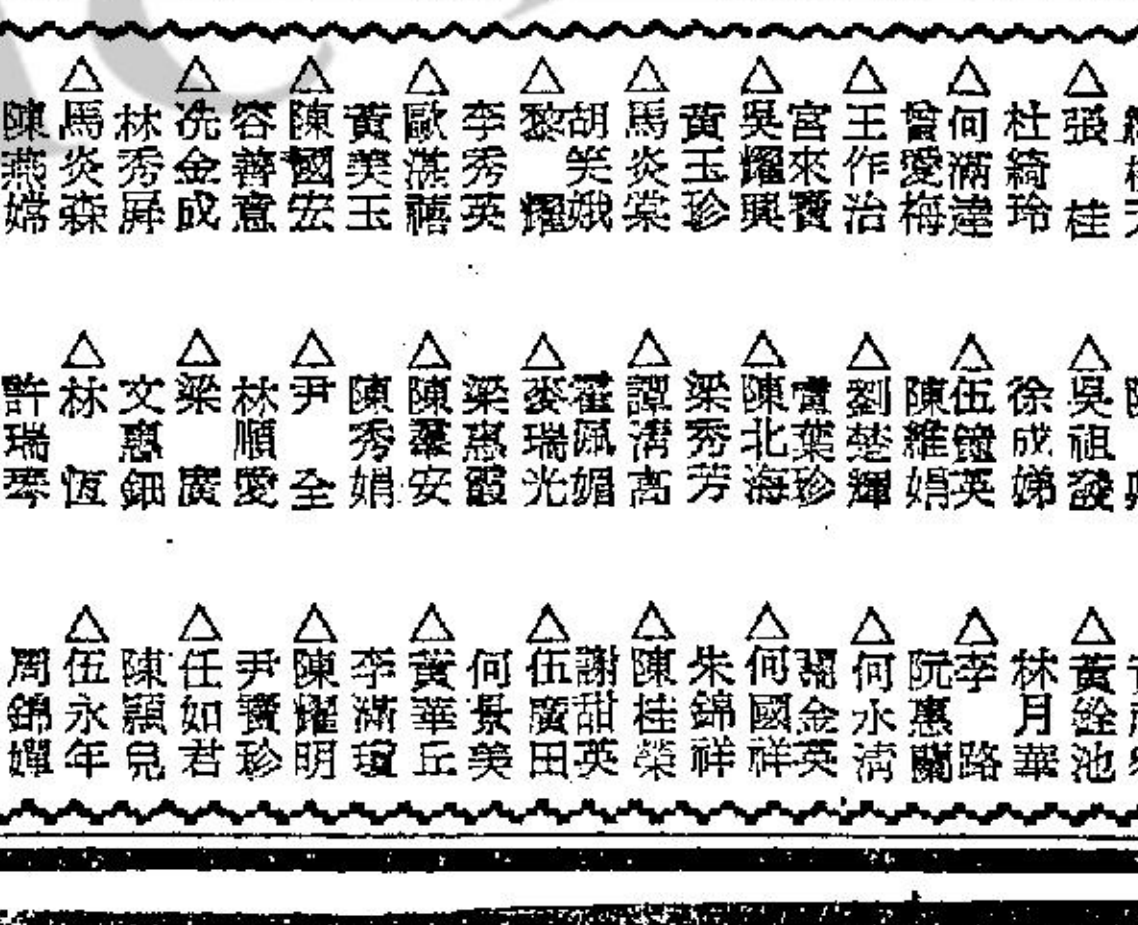 △張　桂
杜綺玲
△何滿達
曾愛梅
△王作治
宮來寶
△吳耀興
黃玉珍
△馬炎棠
胡笑娥
△黎　耀
李秀英
△歐湛禧
黃美玉
△陳國宏
容善意
△冼金成
林秀屏
△馬炎森
陳燕嫦
△吳祖
徐成娣
△伍鐘英
陳維娟
△劉楚輝
葉珍
△陳北海
梁秀芳
△譚清高
霍佩媚
△麥瑞光
梁惠霞
△陳羣安
陳秀娟
△尹　全
林順愛
△梁　廣
文惠鈿
△林　恆
許瑞琴
△黃銓池
林月華
△李　路
阮惠蘭
△何水清
關金英
△何國祥
朱錦祥
△陳桂榮
謝甜英
△伍廣田
何景美
△黃華丘
李滿瓊
△陳耀明
尹寶珍
△任如君
陳顯兒
△伍永年
周錦嬋